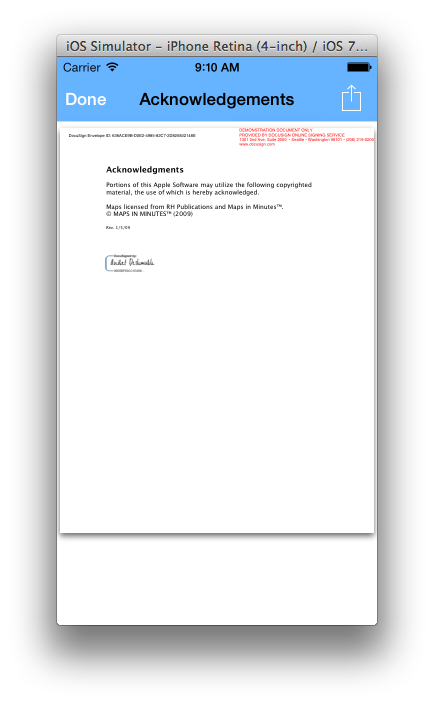 iOS Simulator - iPhone Retina (4-inch) / iOS 7...
Carrier 9:10 AM
Done Acknowledgements
DocuSign Envelope ID:
DEMONSTRATION DOCUMENT ONLY
PROVIDED BY DOCUSIGN ONLINE SIGNING SERVICE
1301 2nd Ave, Suite 2000 • Seattle • Washington 98101 • (206) 219-0200
www.docusign.com
Acknowledgments
Portions of this Apple Software may utilize the following copyrighted
material, the use of which is hereby acknowledged.
Maps licensed from RH Publications and Maps in Minutes™.
© MAPS IN MINUTES™ (2009)
Rev. 1/1/09
DocuSigned by: